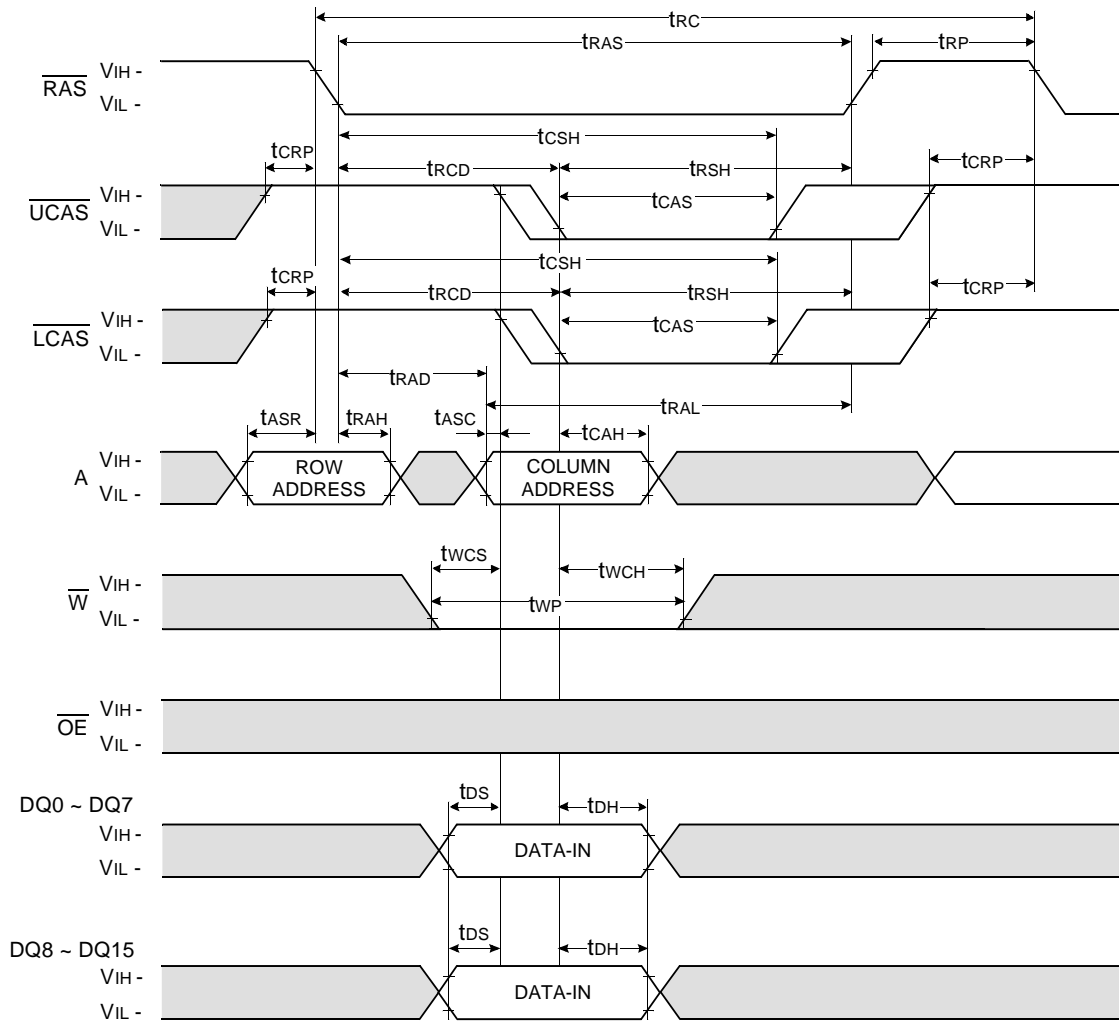 tRC
tRAS
tRP
RAS
VIH -
VIL -
tCSH
tCRP
tRCD
tRSH
tCRP
UCAS
VIH -
VIL -
tCAS
tCSH
tCRP
tRCD
tRSH
tCRP
LCAS
VIH -
VIL -
tCAS
tRAD
tRAL
tASR
tRAH
tASC
tCAH
A
VIH -
VIL -
ROW
ADDRESS
COLUMN
ADDRESS
tWCS
tWCH
W
VIH -
VIL -
tWP
OE
VIH -
VIL -
DQ0 ~ DQ7
tDS
tDH
VIH -
VIL -
DATA-IN
DQ8 ~ DQ15
tDS
tDH
VIH -
VIL -
DATA-IN